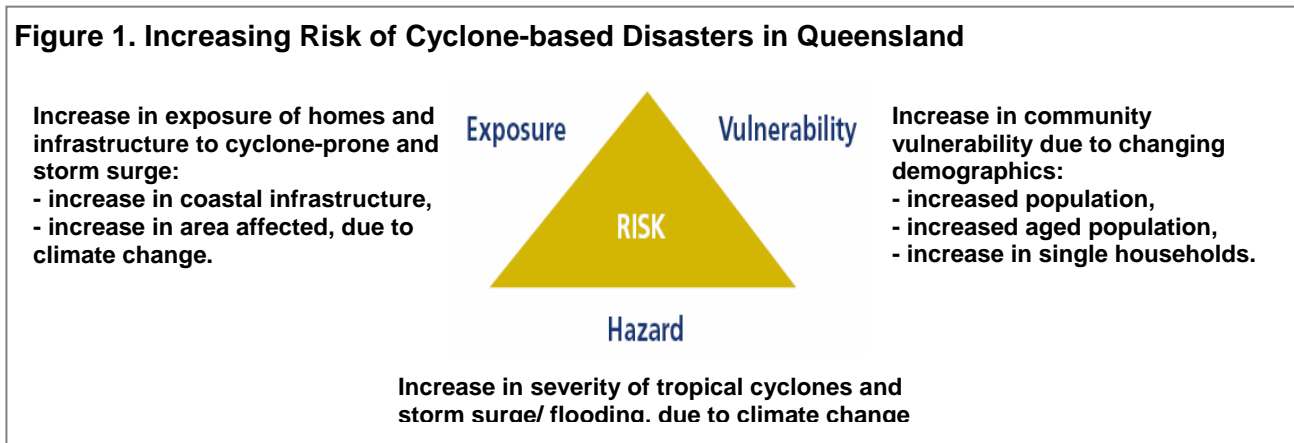 Figure 1. Increasing Risk of Cyclone-based Disasters in Queensland
Increase in exposure of homes and
infrastructure to cyclone-prone and
storm surge:
- increase in coastal infrastructure,
- increase in area affected, due to
climate change.
Exposure
Vulnerability
RISK
Hazard
Increase in community
vulnerability due to changing
demographics:
- increased population,
- increased aged population,
- increase in single households.
Increase in severity of tropical cyclones and
storm surge/ flooding, due to climate change